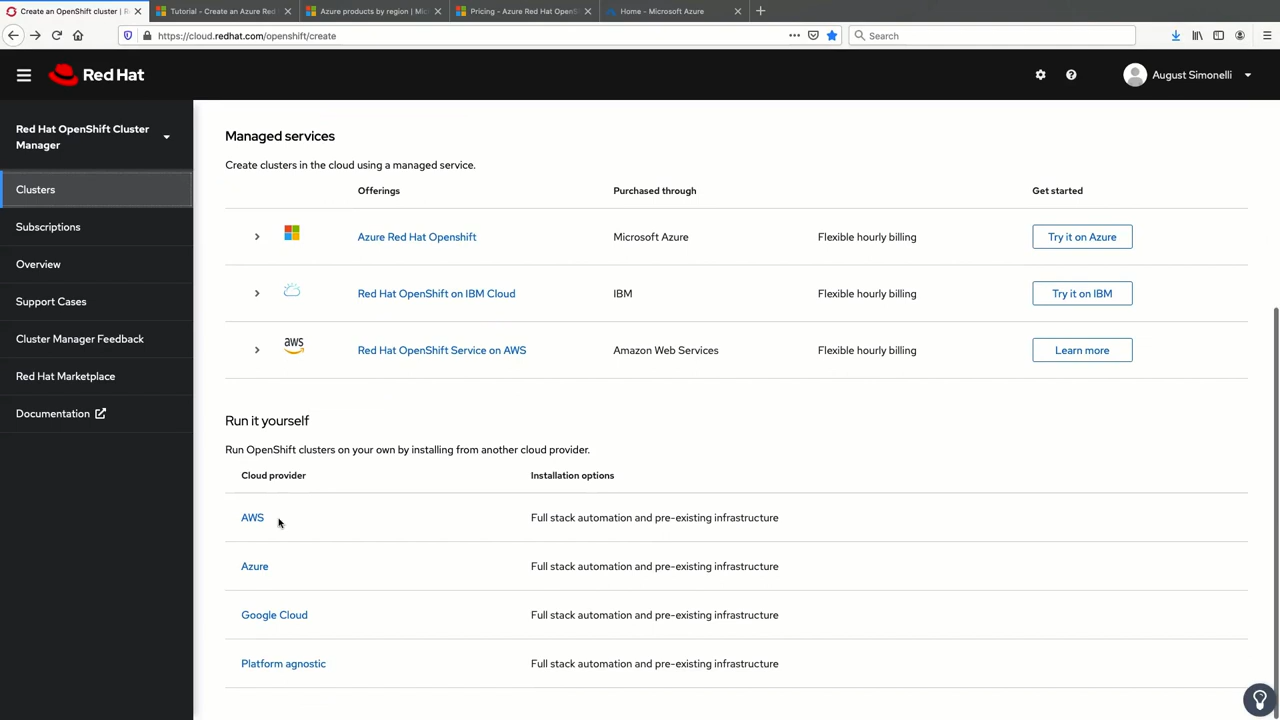 Create an OpenShift cluster | R
Tutorial - Create an Azure Red
Azure products by region | Mic
Pricing - Azure Red Hat OpenS
Home - Microsoft Azure
https://cloud.redhat.com/openshift/create
Search
Red Hat
August Simonelli
Red Hat OpenShift Cluster
Manager
Clusters
Subscriptions
Overview
Support Cases
Cluster Manager Feedback
Red Hat Marketplace
Documentation
Managed services
Create clusters in the cloud using a managed service.
Offerings Purchased through Get started
Azure Red Hat Openshift Microsoft Azure Flexible hourly billing Try it on Azure
Red Hat OpenShift on IBM Cloud IBM Flexible hourly billing Try it on IBM
aws Red Hat OpenShift Service on AWS Amazon Web Services Flexible hourly billing Learn more
Run it yourself
Run OpenShift clusters on your own by installing from another cloud provider.
Cloud provider Installation options
AWS Full stack automation and pre-existing infrastructure
Azure Full stack automation and pre-existing infrastructure
Google Cloud Full stack automation and pre-existing infrastructure
Platform agnostic Full stack automation and pre-existing infrastructure